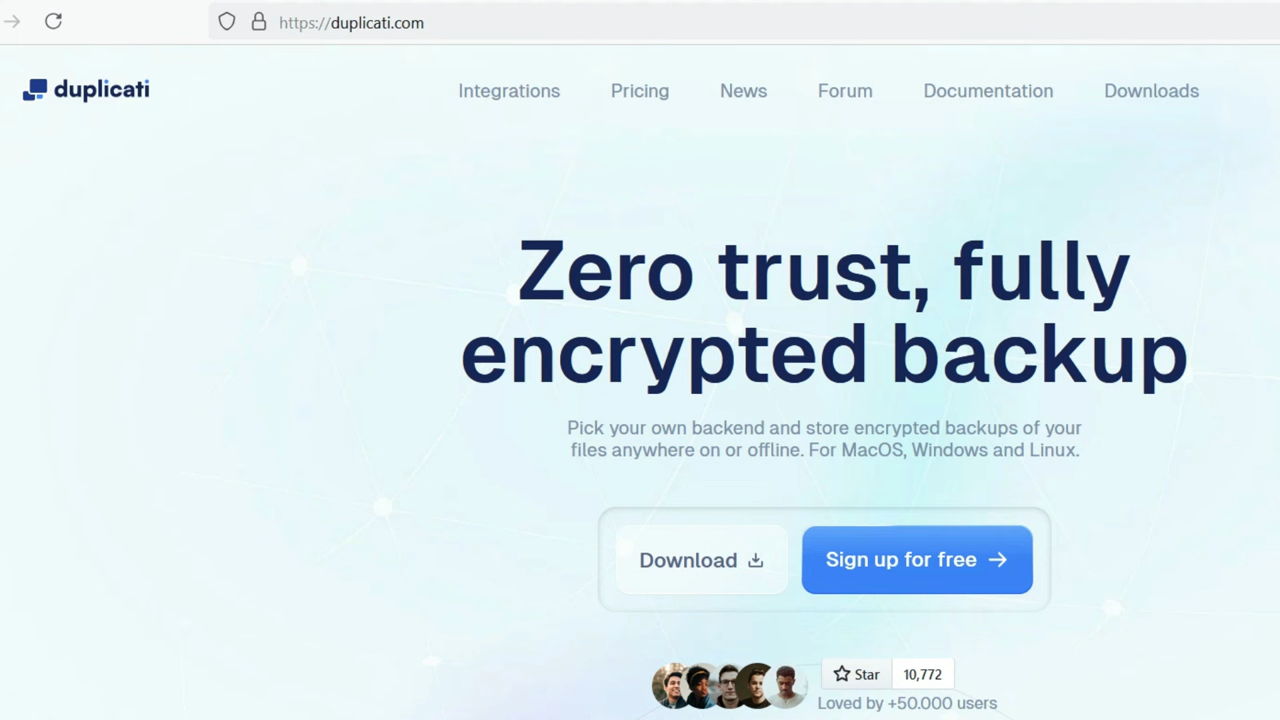 https://duplicati.com
duplicati
Integrations Pricing News Forum Documentation Downloads
Zero trust, fully
encrypted backup
Pick your own backend and store encrypted backups of your
files anywhere on or offline. For MacOS, Windows and Linux.
Download Sign up for free
Star 10,772
Loved by +50.000 users